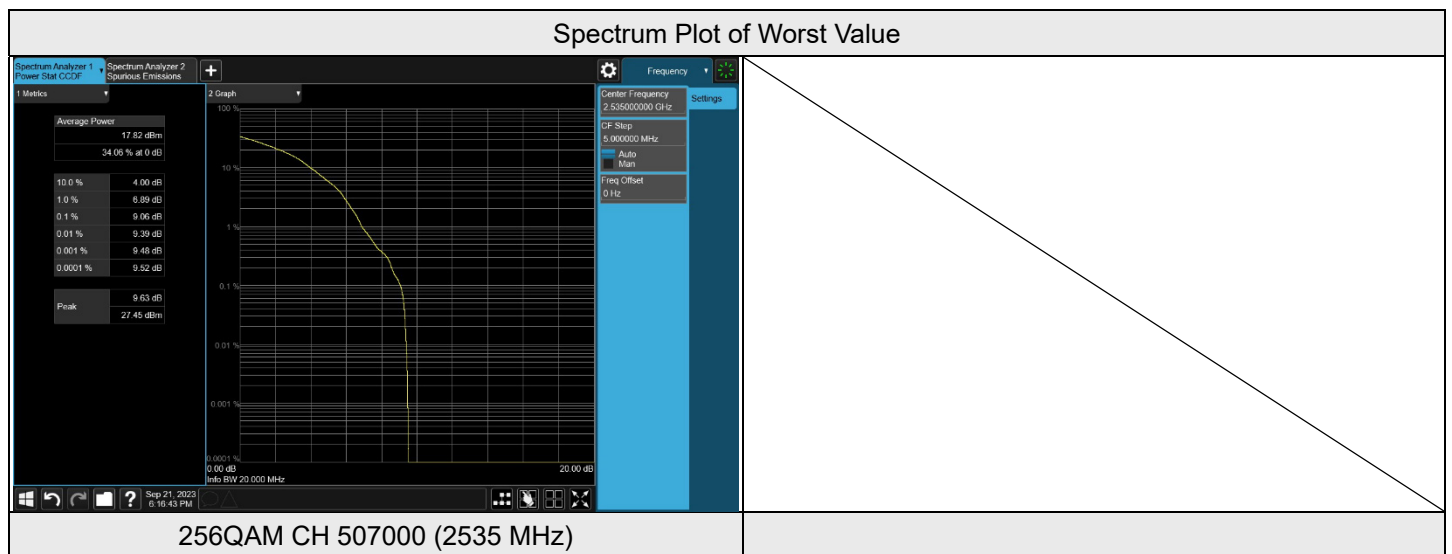 Spectrum Plot of Worst Value
Spectrum Analyzer 1
Power Stat CCDF
Spectrum Analyzer 2
Spurious Emissions
+
Frequency
1 Metrics
2 Graph
Average Power
17.82 dBm
34.06 % at 0 dB
10.0 % 4.00 dB
1.0 % 6.89 dB
0.1 % 9.06 dB
0.01 % 9.39 dB
0.001 % 9.48 dB
0.0001 % 9.52 dB
Peak
9.63 dB
27.45 dBm
100 %
10 %
1 %
0.1 %
0.01 %
0.001 %
0.0001 %
0.00 dB
20.00 dB
Info BW 20.000 MHz
Center Frequency
2.535000000 GHz
Settings
CF Step
5.000000 MHz
Auto
Man
Freq Offset
0 Hz
?
Sep 21, 2023
6:16:43 PM
256QAM CH 507000 (2535 MHz)